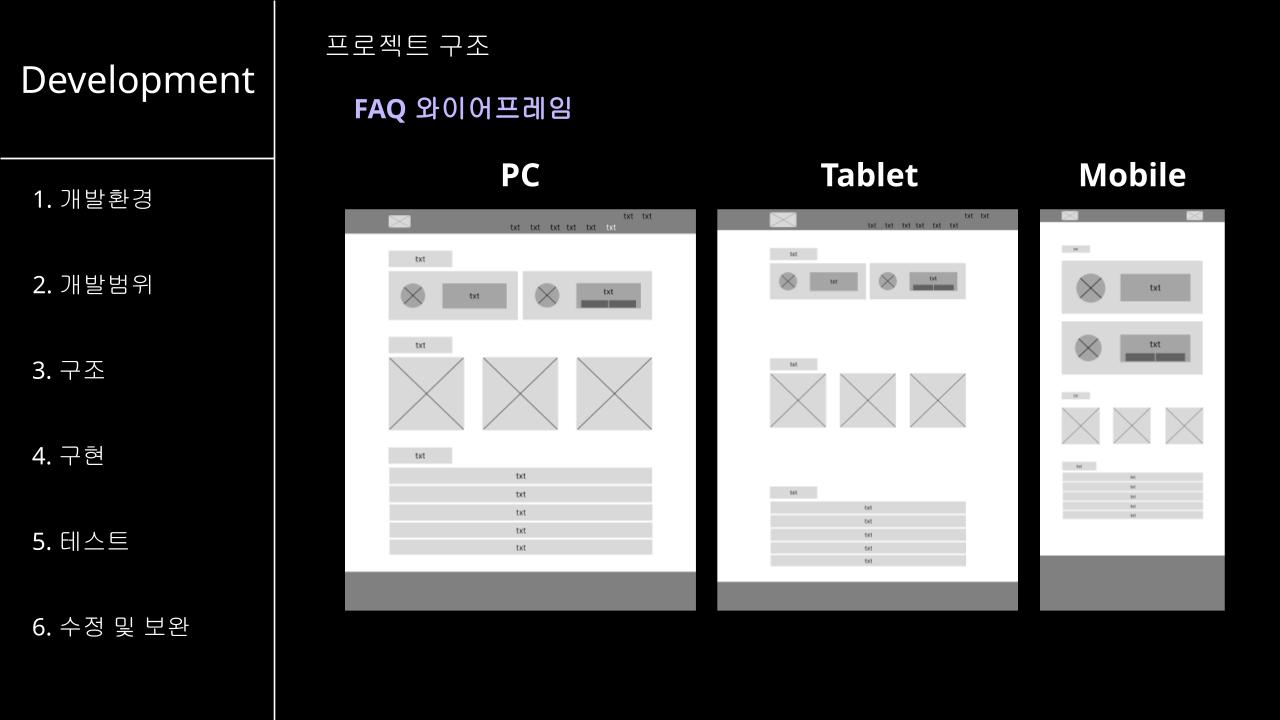 Development
1. 개발환경
2. 개발범위
3. 구조
4. 구현
5. 테스트
6. 수정 및 보완
프로젝트 구조
FAQ 와이어프레임
PC
txt txt
txt txt txt txt txt txt
txt
txt txt
txt
txt
txt
txt
txt
txt
txt
Tablet
txt txt
txt txt txt txt txt txt
txt
txt txt
txt
txt
txt
txt
txt
txt
txt
Mobile
txt
txt
txt
txt
txt
txt
txt
txt
txt
txt